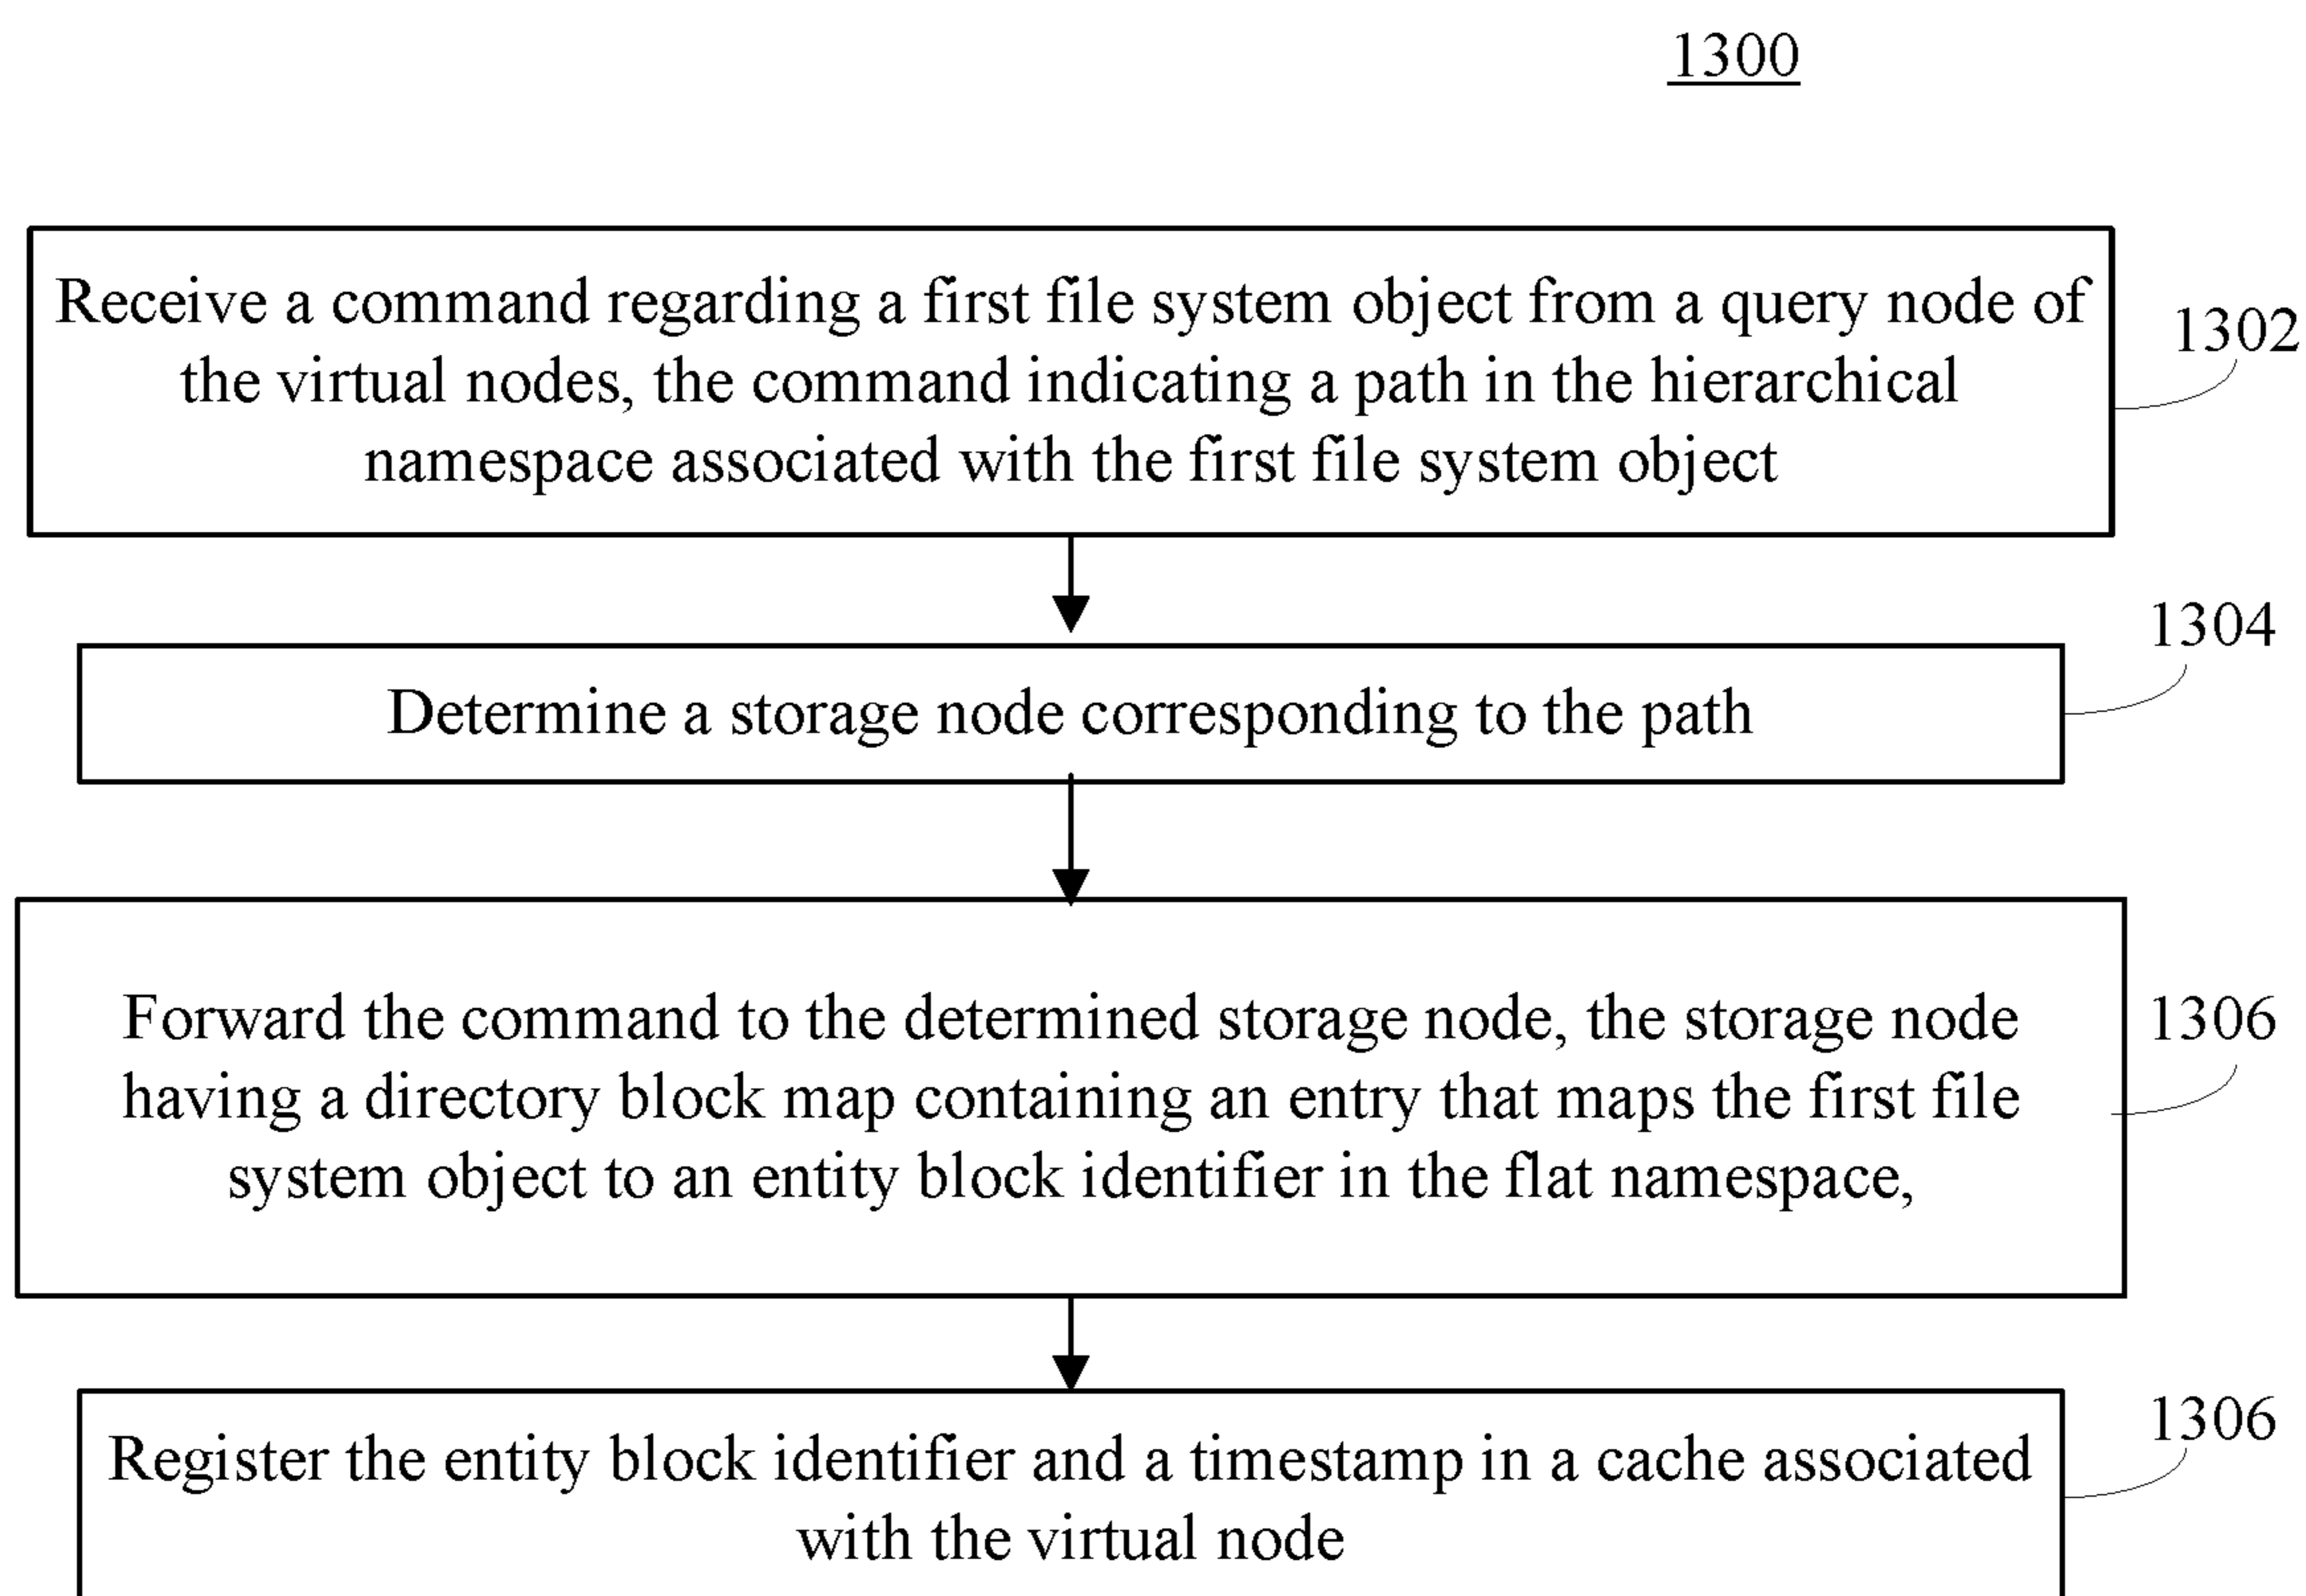 1300
Receive a command regarding a first file system object from a query node of
the virtual nodes, the command indicating a path in the hierarchical
namespace associated with the first file system object
1302
1304
Determine a storage node corresponding to the path
Forward the command to the determined storage node, the storage node
having a directory block map containing an entry that maps the first file
system object to an entity block identifier in the flat namespace,
1306
1306
Register the entity block identifier and a timestamp in a cache associated
with the virtual node